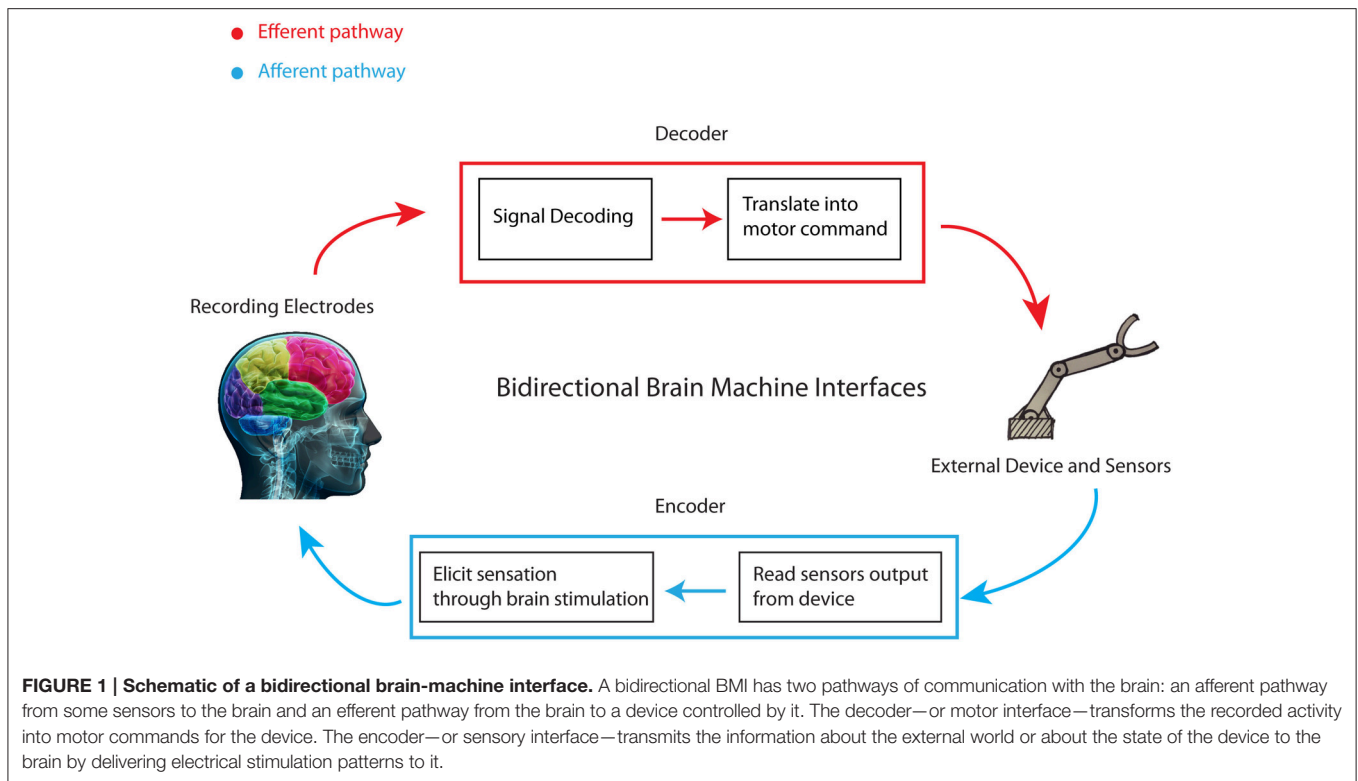 Efferent pathway
Afferent pathway
Decoder
Signal Decoding
Translate into
motor command
Recording Electrodes
Bidirectional Brain Machine Interfaces
External Device and Sensors
Encoder
Elicit sensation
through brain stimulation
Read sensors output
from device
FIGURE 1 | Schematic of a bidirectional brain-machine interface. A bidirectional BMI has two pathways of communication with the brain: an afferent pathway
from some sensors to the brain and an efferent pathway from the brain to a device controlled by it. The decoder—or motor interface—transforms the recorded activity
into motor commands for the device. The encoder—or sensory interface—transmits the information about the external world or about the state of the device to the
brain by delivering electrical stimulation patterns to it.